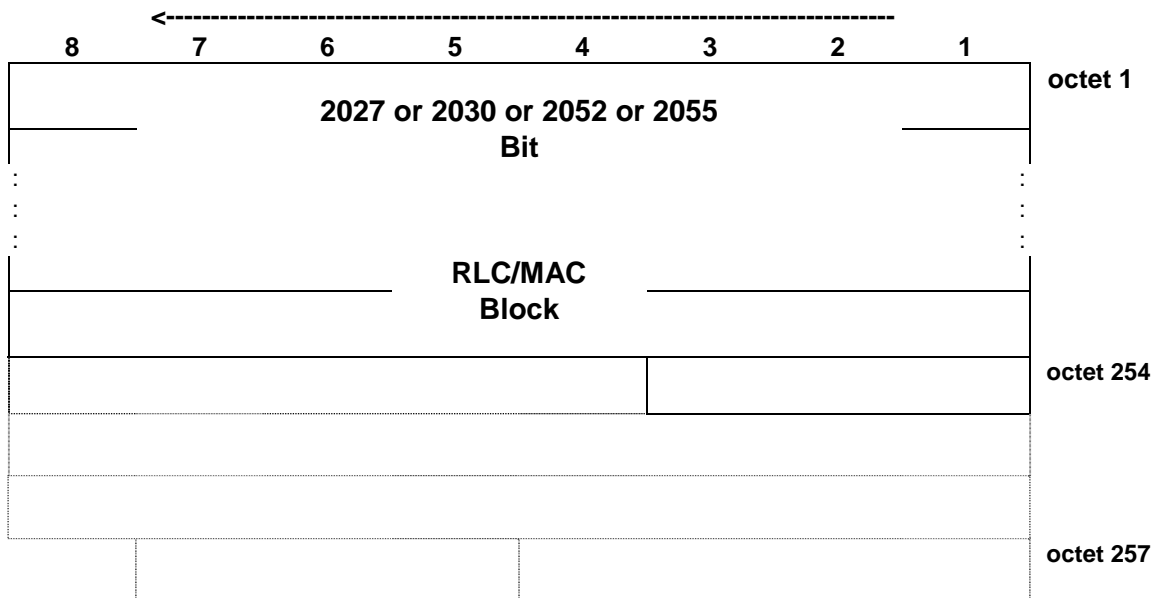 <--------------------------------------------------------------------------------
8 7 6 5 4 3 2 1
octet 1
2027 or 2030 or 2052 or 2055
Bit
: :
: :
: :
RLC/MAC
Block
octet 254
octet 257